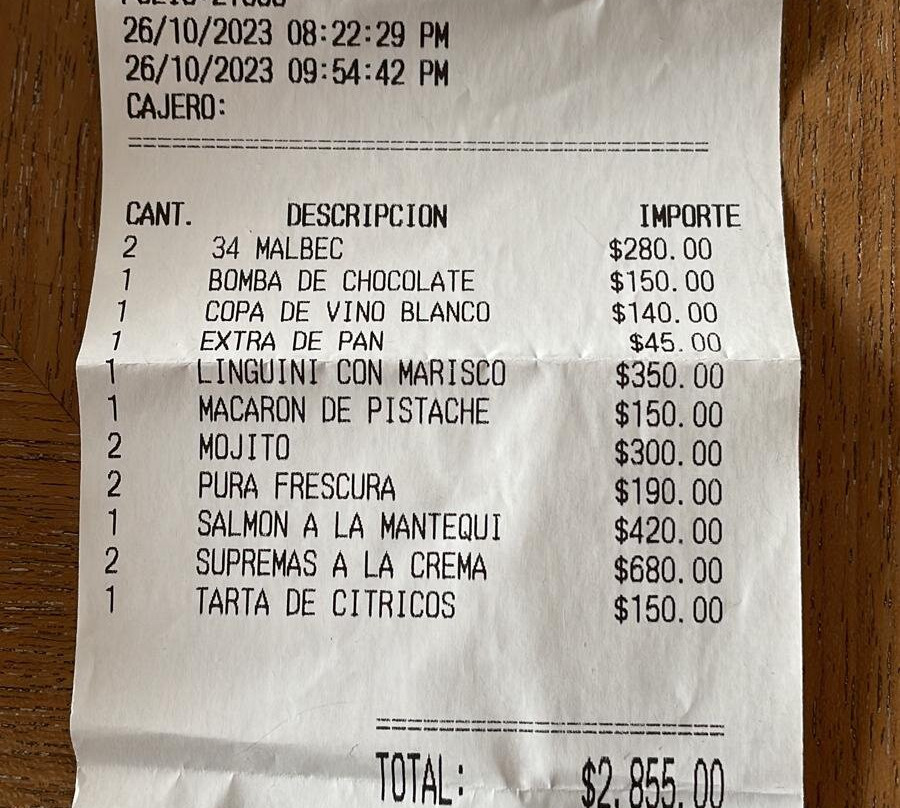 26/10/2023 08:22:29 PM
26/10/2023 09:54:42 PM
CAJERO:
CANT. DESCRIPCION IMPORTE
2 34 MALBEC $280.00
1 BOMBA DE CHOCOLATE $150.00
1 COPA DE VINO BLANCO $140.00
1 EXTRA DE PAN $45.00
1 LINGUINI CON MARISCO $350.00
1 MACARON DE PISTACHE $150.00
2 MOJITO $300.00
2 PURA FRESCURA $190.00
1 SALMON A LA MANTEQUI $420.00
2 SUPREMAS A LA CREMA $680.00
1 TARTA DE CITRICOS $150.00
TOTAL: $2,855.00